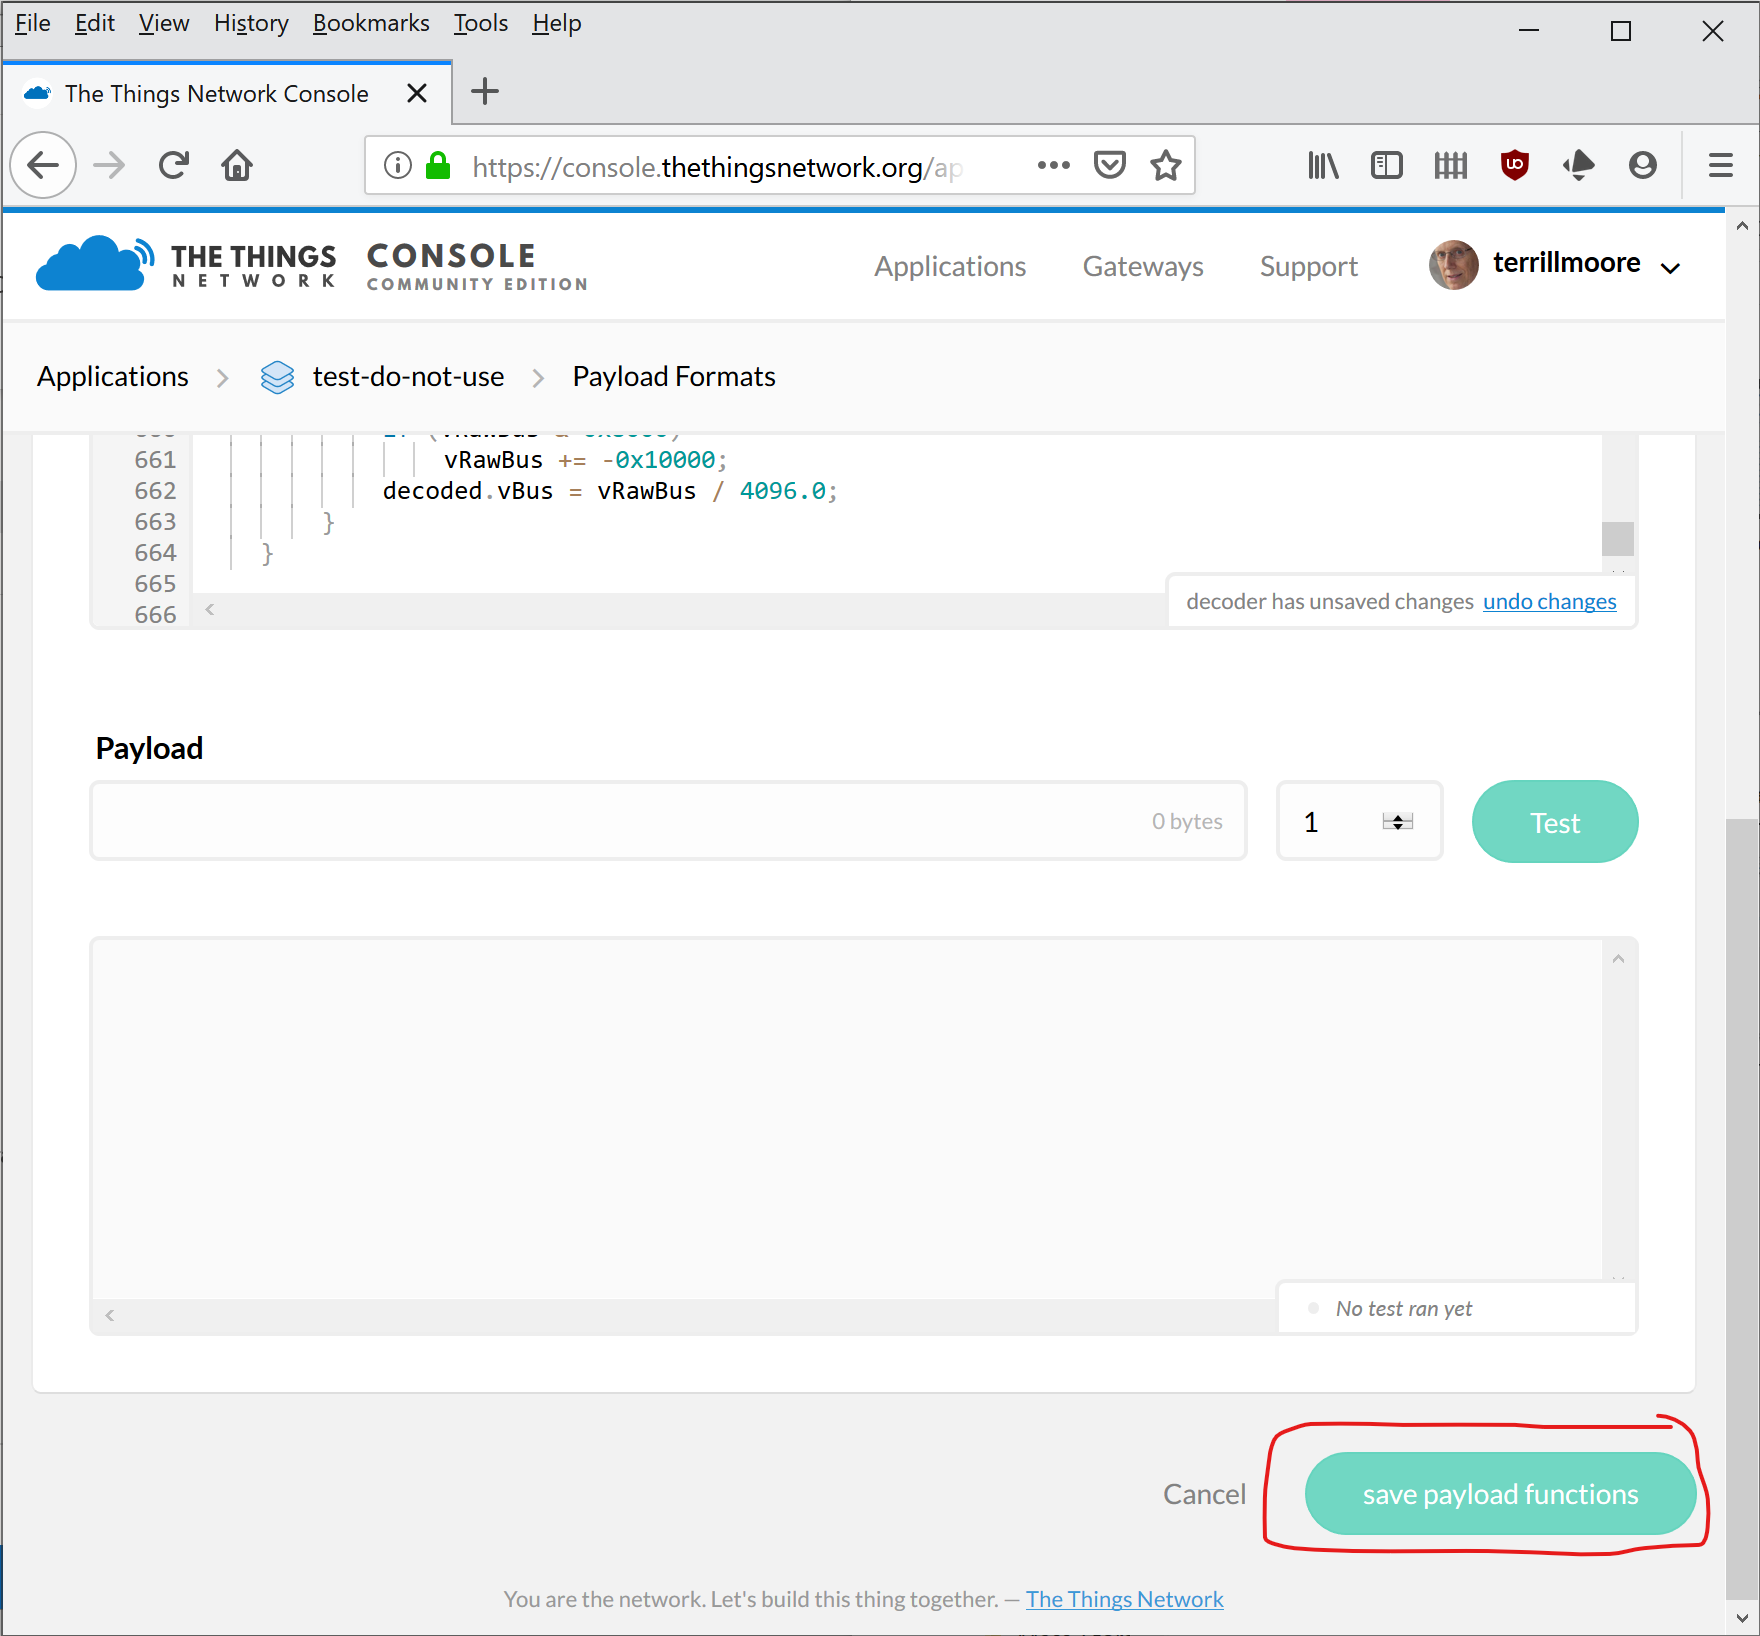 File Edit View History Bookmarks Tools Help
The Things Network Console
https://console.thethingsnetwork.org/ap
THE THINGS NETWORK
CONSOLE
COMMUNITY EDITION
Applications Gateways Support terrillmoore
Applications > test-do-not-use > Payload Formats
661 vRawBus += -0x10000;
662 decoded.vBus = vRawBus / 4096.0;
663 }
664 }
665
666
decoder has unsaved changes undo changes
Payload
0 bytes 1 Test
No test ran yet
Cancel save payload functions
You are the network. Let's build this thing together. — The Things Network